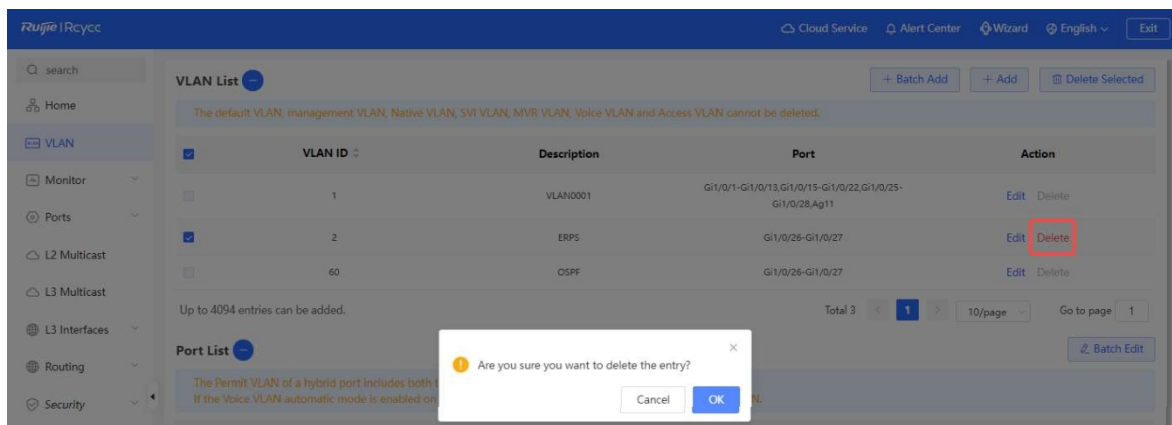 Ruijie | Rcycc
Cloud Service Alert Center Wizard English Exit
search
VLAN List
+ Batch Add + Add Delete Selected
Home
The default VLAN, management VLAN, Native VLAN, SVI VLAN, MVR VLAN, Voice VLAN and Access VLAN cannot be deleted.
VLAN
VLAN ID Description Port Action
Monitor
1 VLAN0001 Gi1/0/1-Gi1/0/13,Gi1/0/15-Gi1/0/22,Gi1/0/25-
Gi1/0/28,Ag11 Edit Delete
Ports
2 ERPS Gi1/0/26-Gi1/0/27 Edit Delete
L2 Multicast
60 OSPF Gi1/0/26-Gi1/0/27 Edit Delete
L3 Multicast
Up to 4094 entries can be added. Total 3 < 1 > 10/page Go to page 1
L3 Interfaces
Port List
Batch Edit
Are you sure you want to delete the entry?
Routing
The Permit VLAN of a hybrid port includes both
If the Voice VLAN automatic mode is enabled on
Cancel OK
Security